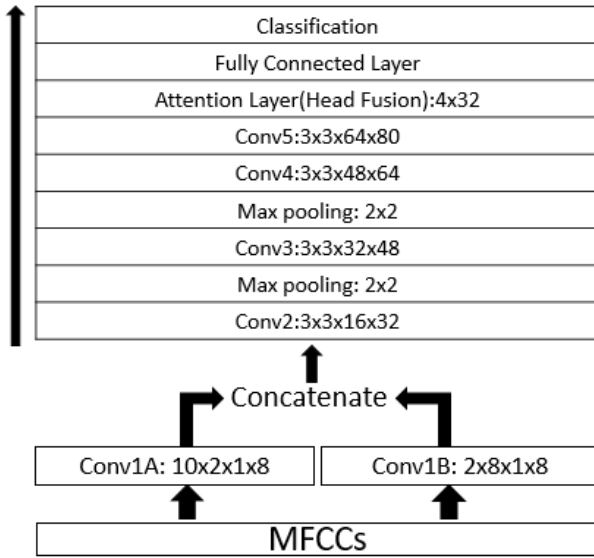 Classification
Fully Connected Layer
Attention Layer(Head Fusion):4x32
Conv5:3x3x64x80
Conv4:3x3x48x64
Max pooling: 2x2
Conv3:3x3x32x48
Max pooling: 2x2
Conv2:3x3x16x32
Concatenate
Conv1A: 10x2x1x8
Conv1B: 2x8x1x8
MFCCs